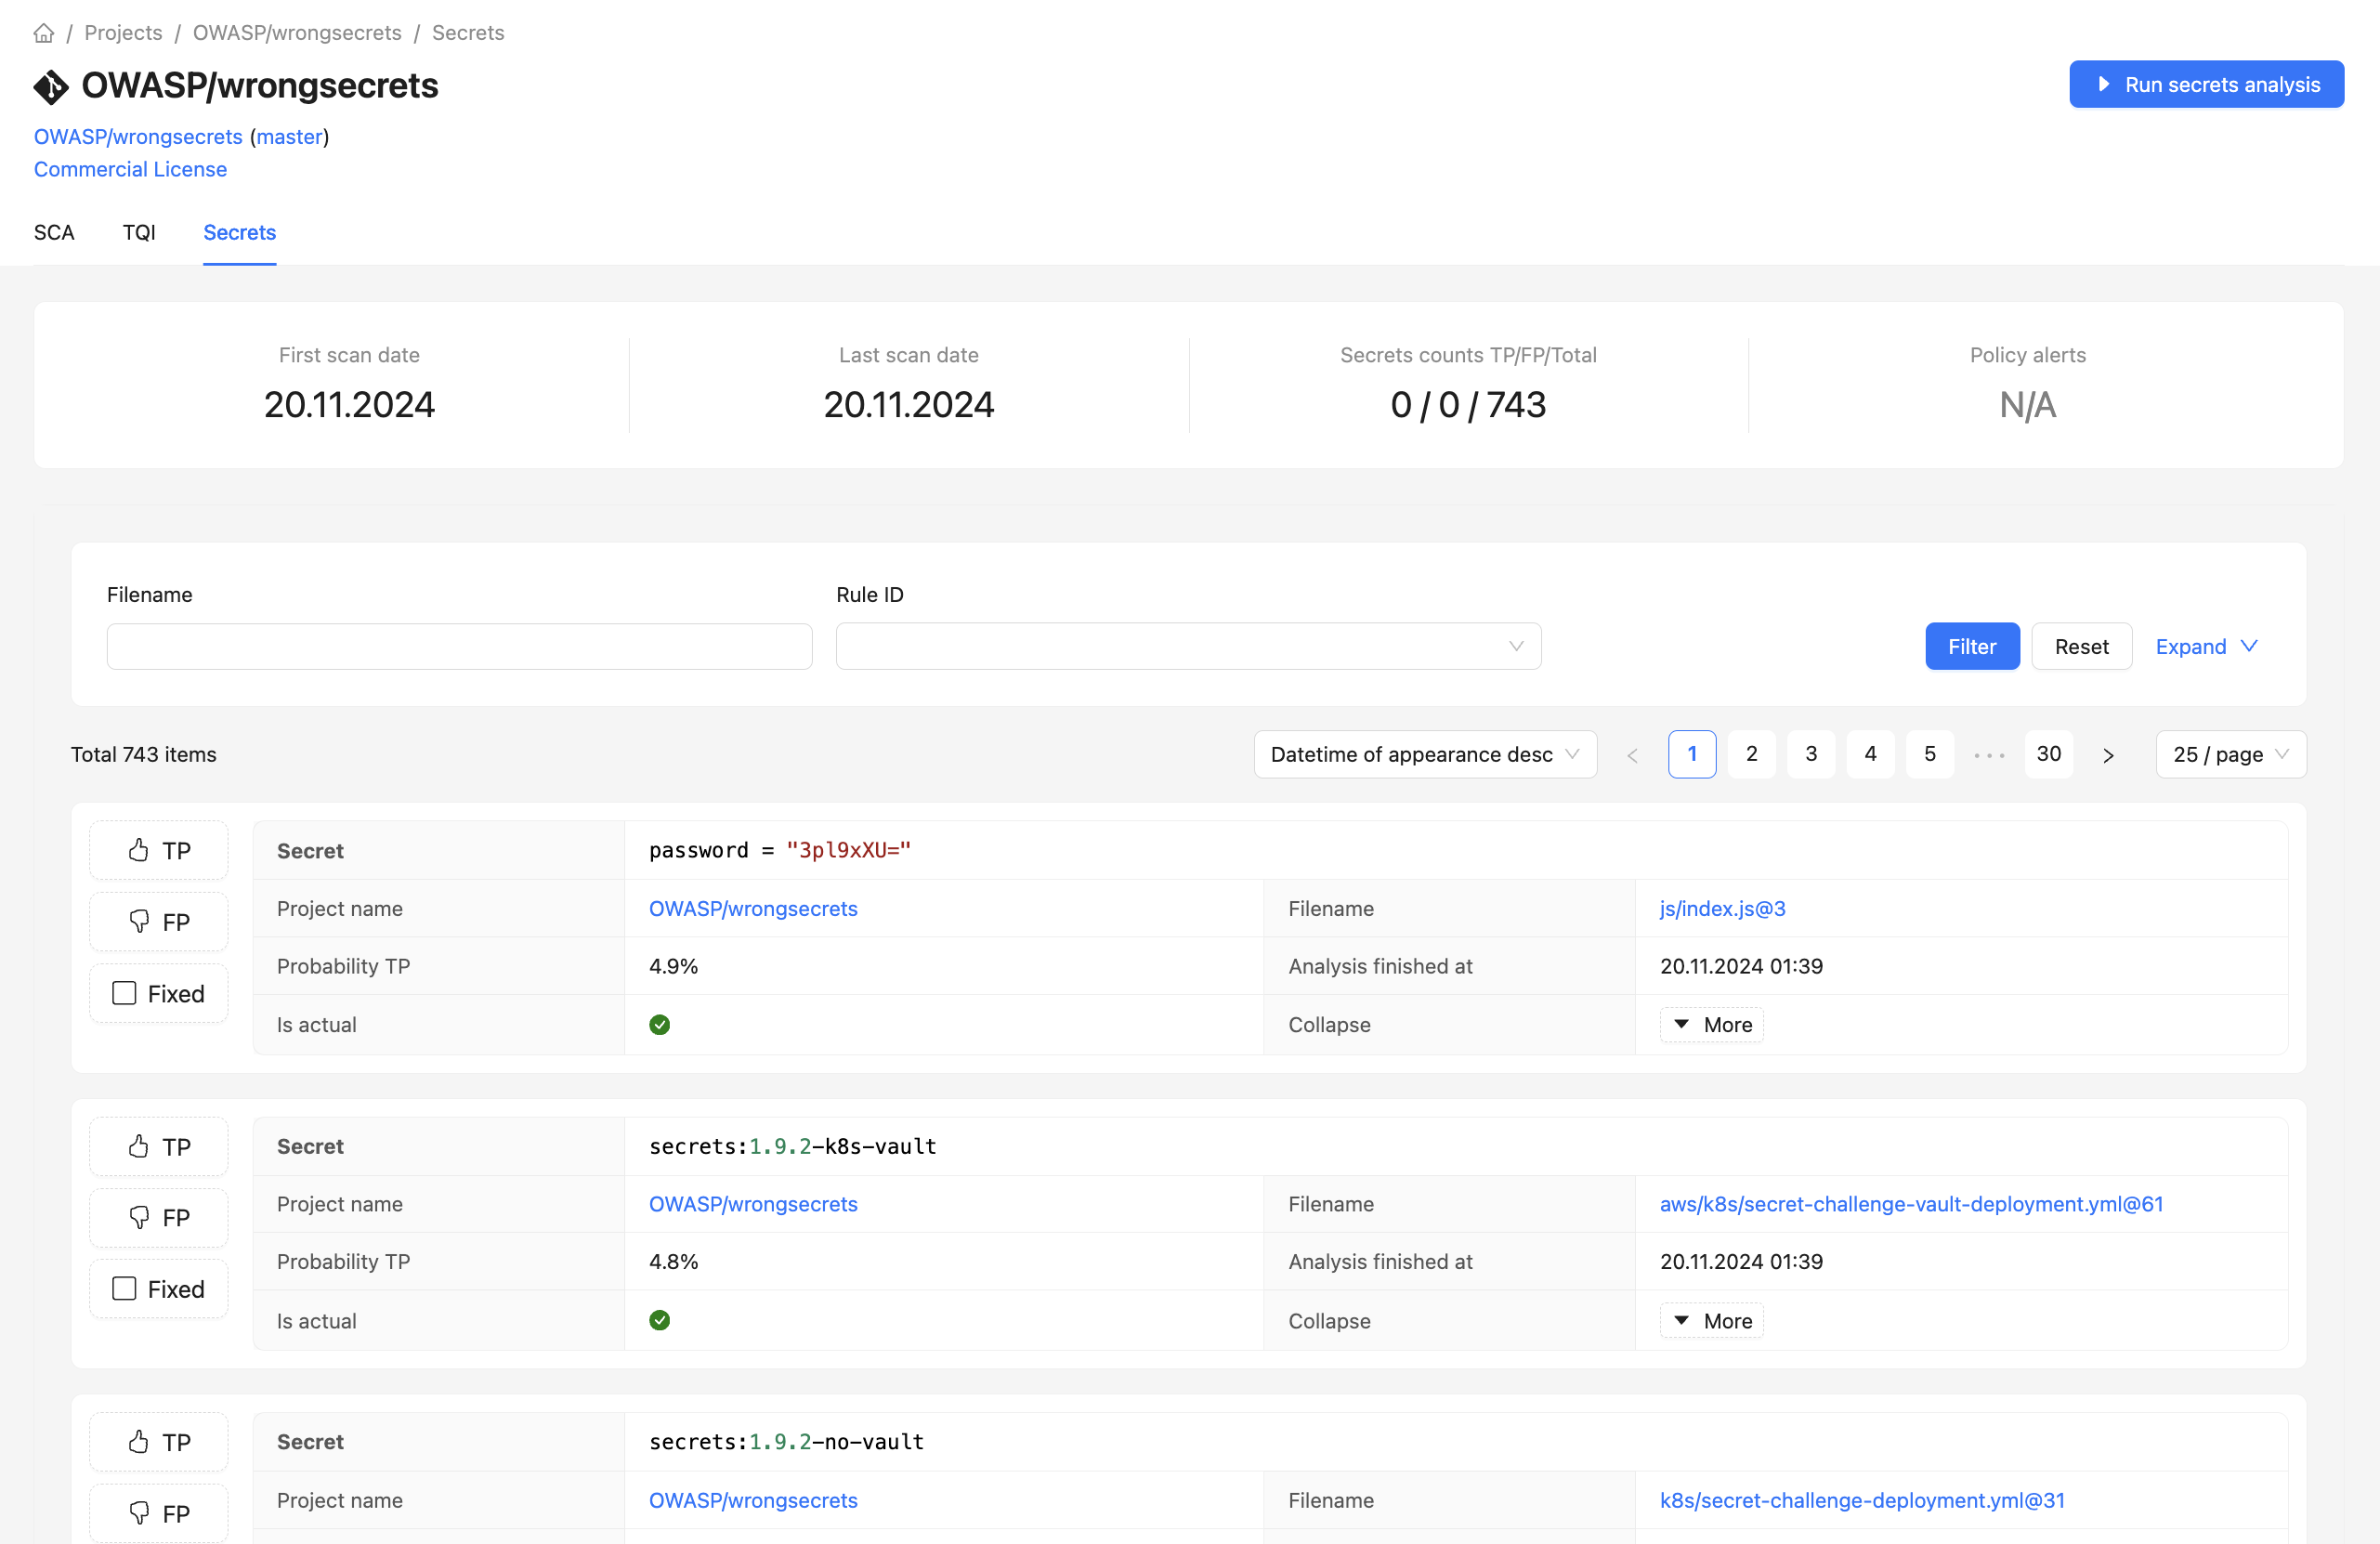 / Projects / OWASP/wrongsecrets / Secrets
OWASP/wrongsecrets
Run secrets analysis
OWASP/wrongsecrets (master)
Commercial License
SCA TQI Secrets
First scan date Last scan date Secrets counts TP/FP/Total Policy alerts
20.11.2024 20.11.2024 0 / 0 / 743 N/A
Filename Rule ID
Filter Reset Expand
Total 743 items Datetime of appearance desc 1 2 3 4 5 ••• 30 25 / page
TP Secret password = "3pl9xXU="
FP Project name OWASP/wrongsecrets Filename js/index.js@3
Probability TP 4.9% Analysis finished at 20.11.2024 01:39
Fixed Is actual Collapse More
TP Secret secrets:1.9.2-k8s-vault
FP Project name OWASP/wrongsecrets Filename aws/k8s/secret-challenge-vault-deployment.yml@61
Probability TP 4.8% Analysis finished at 20.11.2024 01:39
Fixed Is actual Collapse More
TP Secret secrets:1.9.2-no-vault
FP Project name OWASP/wrongsecrets Filename k8s/secret-challenge-deployment.yml@31